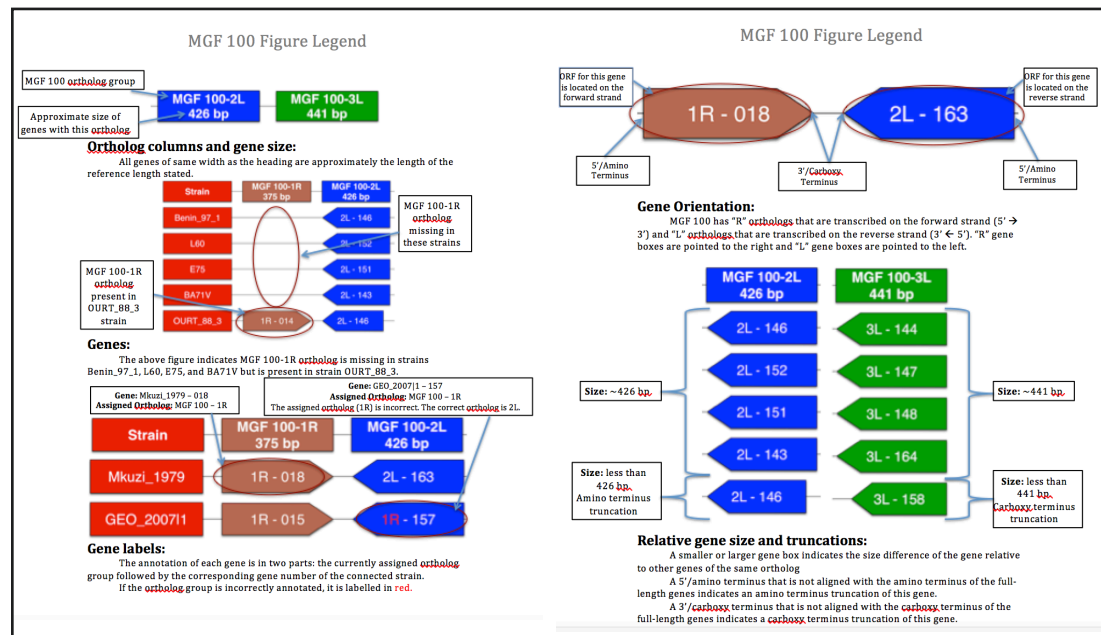 MGF 100 Figure Legend
MGF 100 ortholog group
MGF 100-2L
426 bp
MGF 100-3L
441 bp
Approximate size of
genes with this ortholog
Ortholog columns and gene size:
All genes of same width as the heading are approximately the length of the
reference length stated.
Strain
MGF 100-1R
375 bp
MGF 100-2L
426 bp
Benin_97_1
2L - 146
L60
2L - 152
E75
2L - 151
BA71V
2L - 143
OURT_88_3
1R - 014
2L - 146
MGF 100-1R
ortholog
missing in
these strains
MGF 100-1R
ortholog
present in
OURT_88_3
strain
Genes:
The above figure indicates MGF 100-1R ortholog is missing in strains
Benin_97_1, L60, E75, and BA71V but is present in strain OURT_88_3.
Gene: Mkuzi_1979 – 018
Assigned Ortholog: MGF 100 – 1R
Gene: GEO_2007|1 – 157
Assigned Ortholog: MGF 100 – 1R
The assigned ortholog (1R) is incorrect. The correct ortholog is 2L.
Strain
MGF 100-1R
375 bp
MGF 100-2L
426 bp
Mkuzi_1979
1R - 018
2L - 163
GEO_2007I1
1R - 015
1R - 157
Gene labels:
The annotation of each gene is in two parts: the currently assigned ortholog
group followed by the corresponding gene number of the connected strain.
If the ortholog group is incorrectly annotated, it is labelled in red.
MGF 100 Figure Legend
ORF for this gene
is located on the
forward strand
ORF for this gene
is located on the
reverse strand
1R - 018
2L - 163
5'/Amino
Terminus
3'/Carboxy
Terminus
5'/Amino
Terminus
Gene Orientation:
MGF 100 has “R” orthologs that are transcribed on the forward strand (5’ →
3’) and “L” orthologs that are transcribed on the reverse strand (3’ ← 5’). “R” gene
boxes are pointed to the right and “L” gene boxes are pointed to the left.
MGF 100-2L
426 bp
MGF 100-3L
441 bp
2L - 146
3L - 144
2L - 152
3L - 147
2L - 151
3L - 148
2L - 143
3L - 164
2L - 146
3L - 158
Size: ~426 bp
Size: ~441 bp
Size: less than
426 bp
Amino terminus
truncation
Size: less than
441 bp
Carboxy terminus
truncation
Relative gene size and truncations:
A smaller or larger gene box indicates the size difference of the gene relative
to other genes of the same ortholog
A 5’/amino terminus that is not aligned with the amino terminus of the full-
length genes indicates an amino terminus truncation of this gene.
A 3’/carboxy terminus that is not aligned with the carboxy terminus of the
full-length genes indicates a carboxy terminus truncation of this gene.